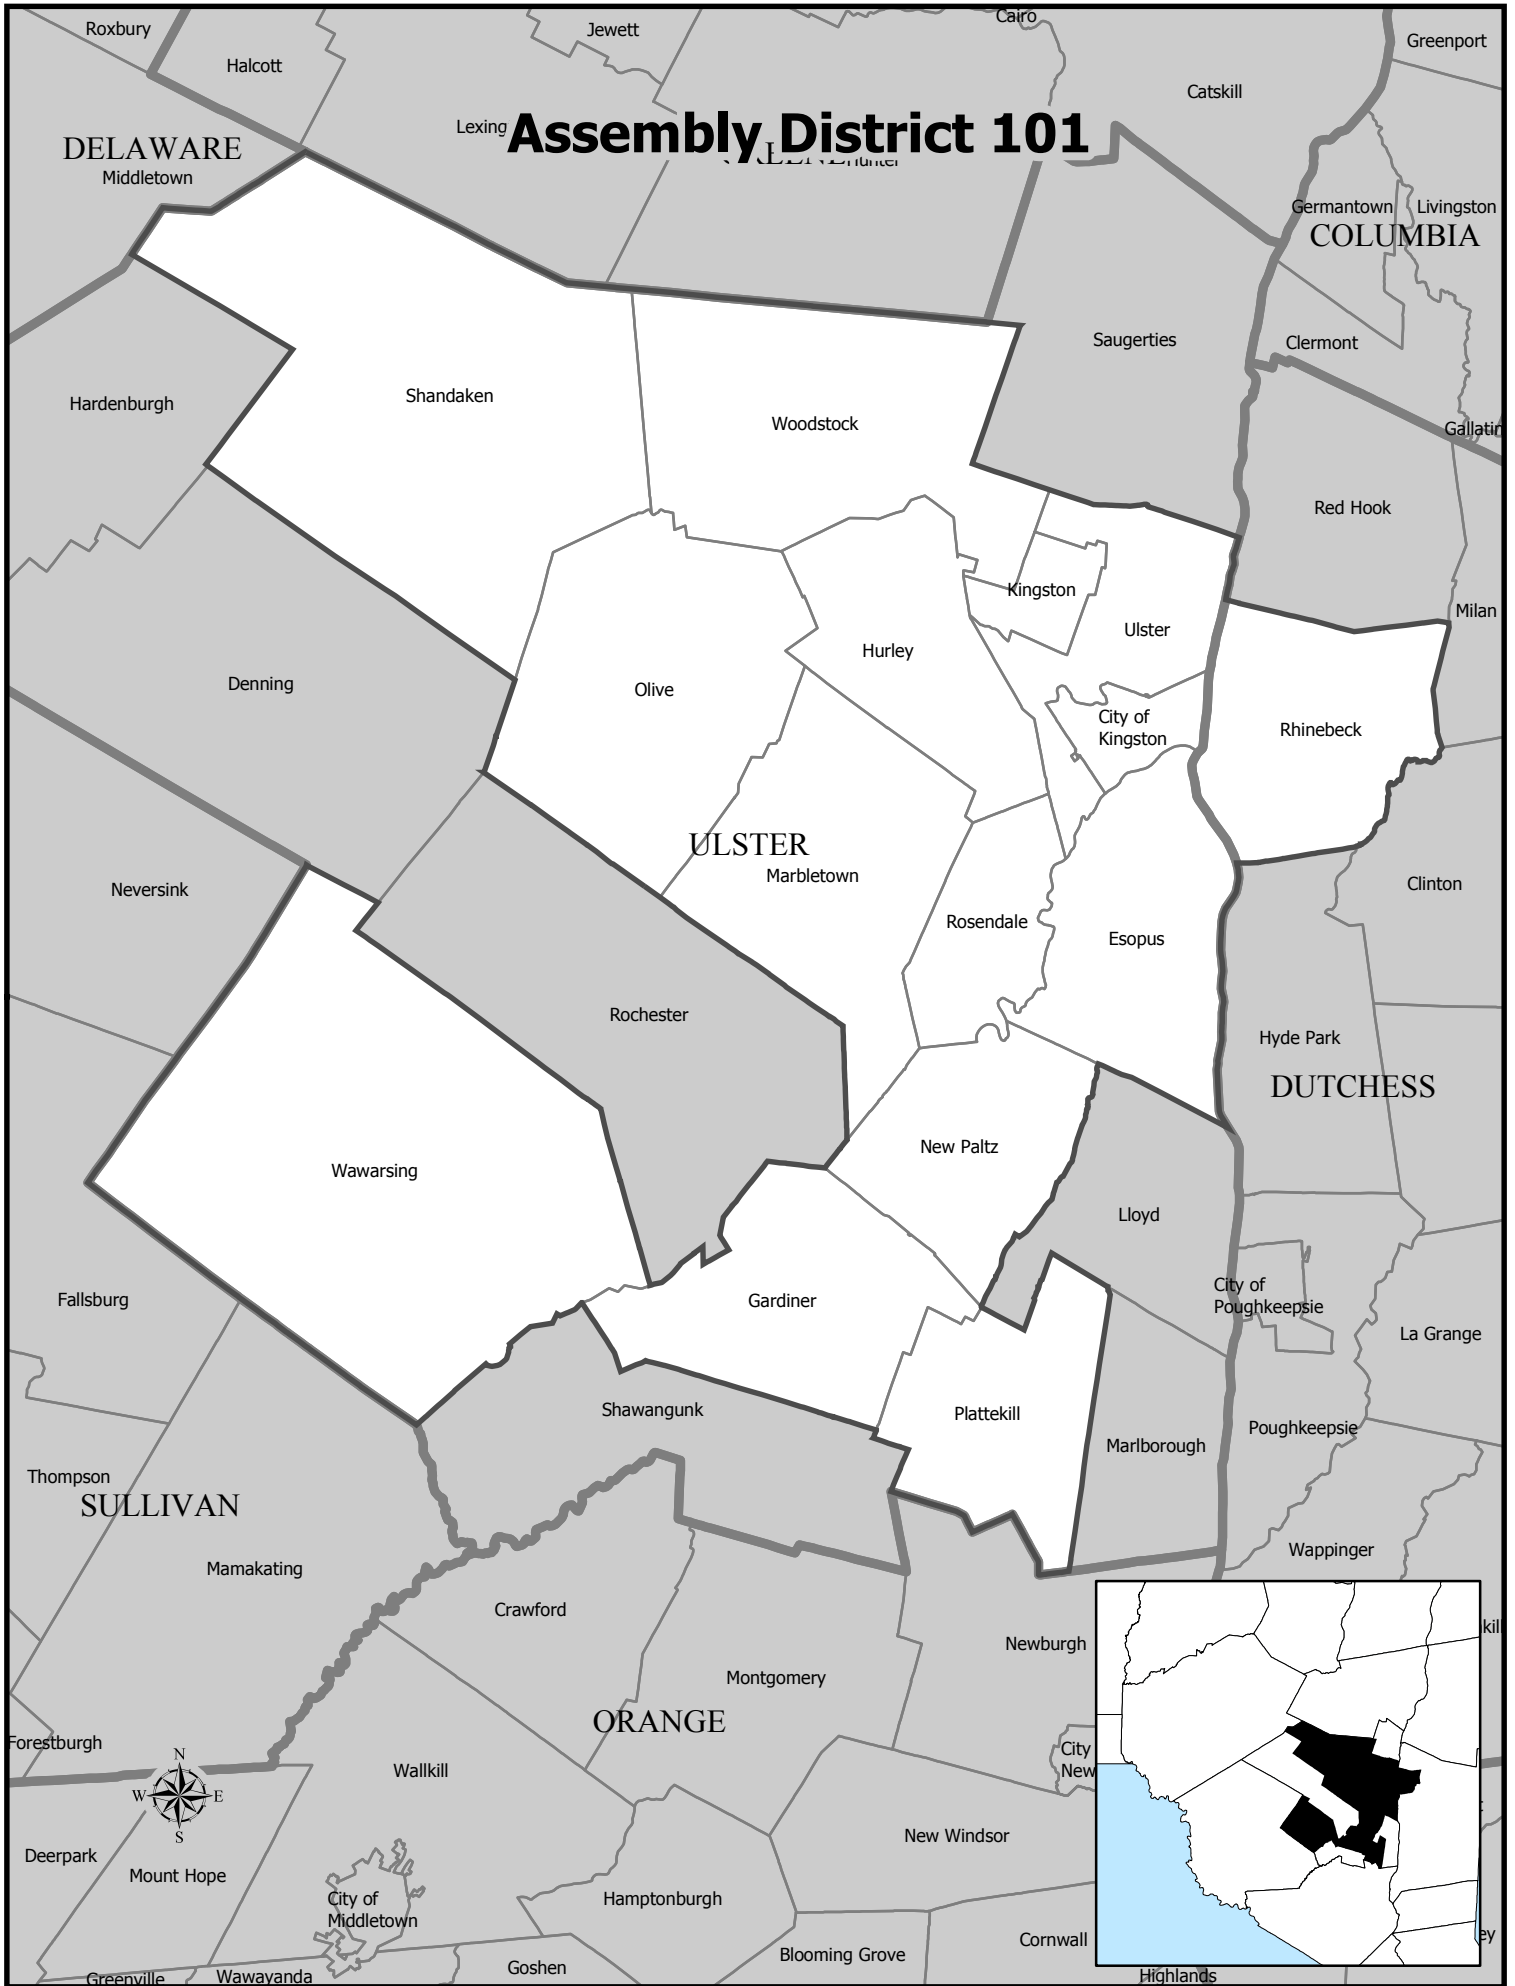 Cairo
Roxbury
Jewett
Greenport
Halcott
Catskill
Lexing
Assembly District 101
DELAWARE
Hunter
Middletown
Germantown
Livingston
COLUMBIA
Saugerties
Clermont
Shandaken
Hardenburgh
Woodstock
Gallatin
Red Hook
Kingston
Milan
Ulster
Hurley
Denning
Olive
City of
Kingston
Rhinebeck
ULSTER
Marbletown
Neversink
Clinton
Rosendale
Esopus
Rochester
Hyde Park
DUTCHESS
New Paltz
Wawarsing
Lloyd
Fallsburg
Gardiner
City of
Poughkeepsie
La Grange
Shawangunk
Plattekill
Poughkeepsie
Marlborough
Thompson
SULLIVAN
Wappinger
Mamakating
Crawford
Newburgh
kill
Montgomery
ORANGE
Forestburgh
City
New
Wallkill
N
W
E
S
New Windsor
Deerpark
Mount Hope
City of
Middletown
Hamptonburgh
Cornwall
ey
Blooming Grove
Goshen
Greenville
Wawayanda
Highlands